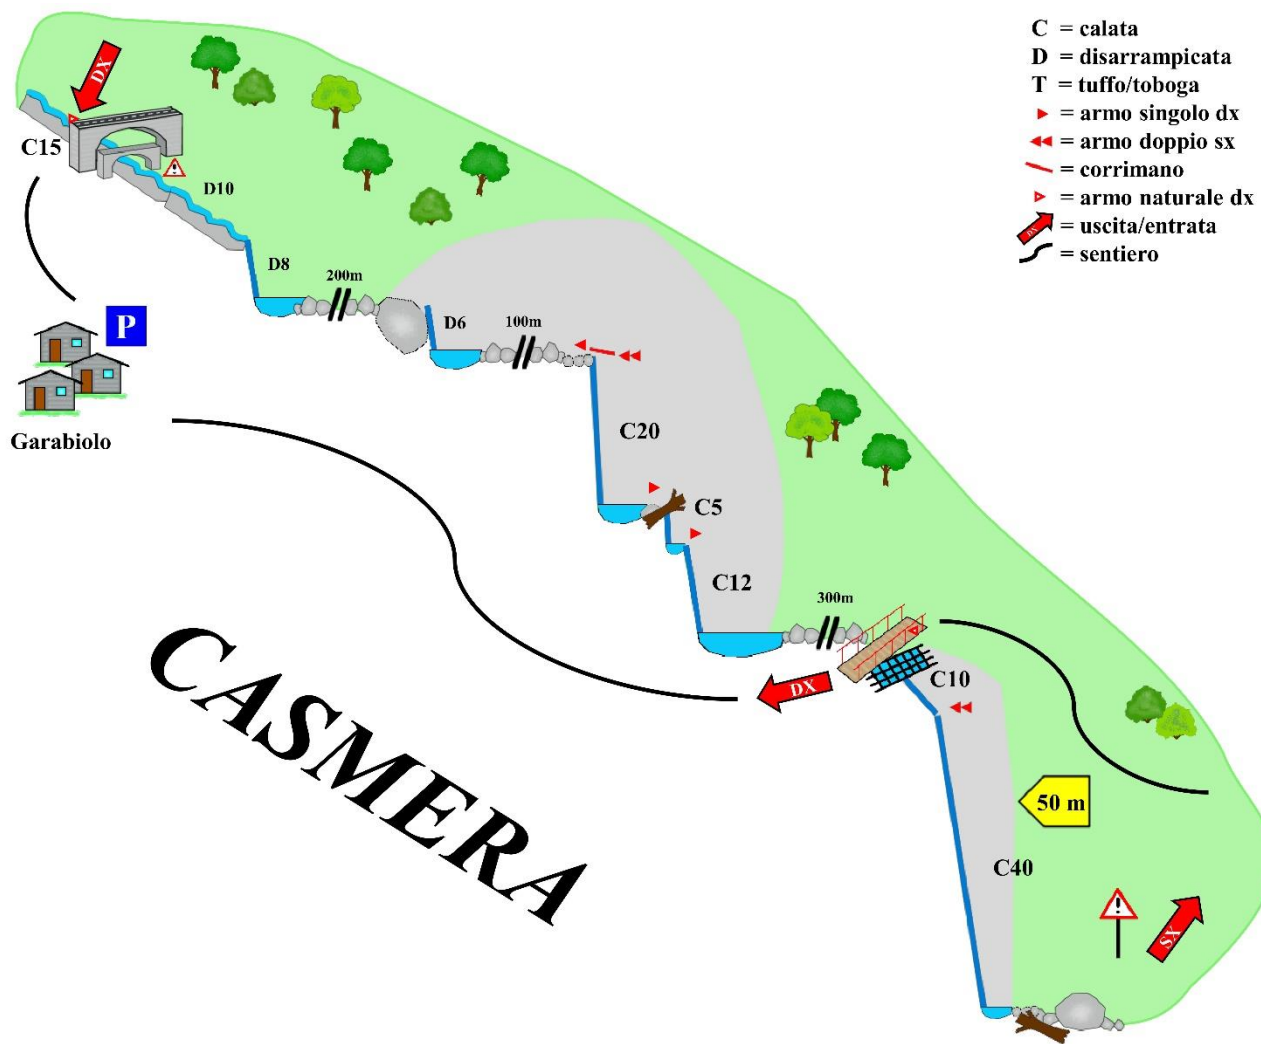 C = calata
D = disarrampicata
T = tuffo/toboga
= armo singolo dx
= armo doppio sx
= corrimano
= armo naturale dx
DX = uscita/entrata
= sentiero
DX
C15
D10
D8
200m
P
D6
100m
Garabiolo
C20
C5
C12
300m
DX
C10
CASMERA
50 m
C40
!
SX